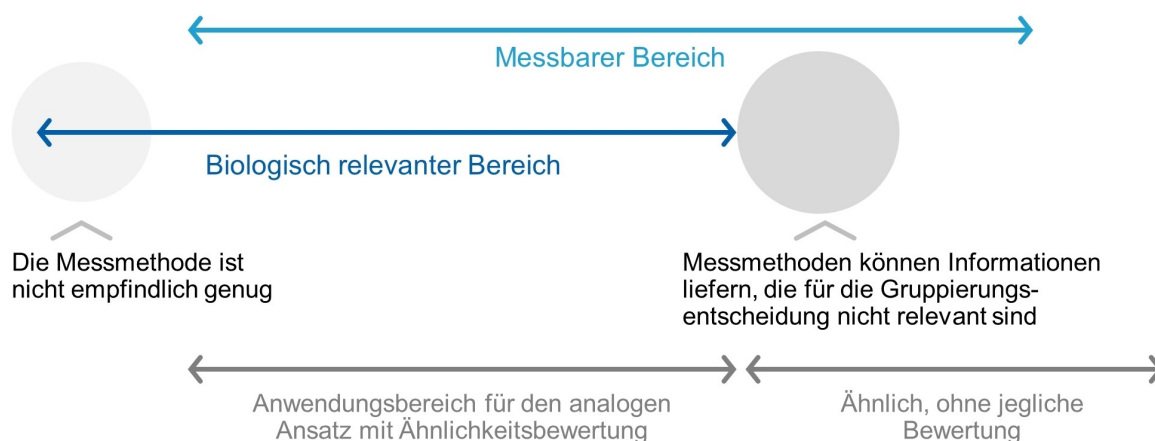 Messbarer Bereich
Biologisch relevanter Bereich
Die Messmethode ist
nicht empfindlich genug
Messmethoden können Informationen
liefern, die für die Gruppierungs-
entscheidung nicht relevant sind
Anwendungsbereich für den analogen
Ansatz mit Ähnlichkeitsbewertung
Ähnlich, ohne jegliche
Bewertung